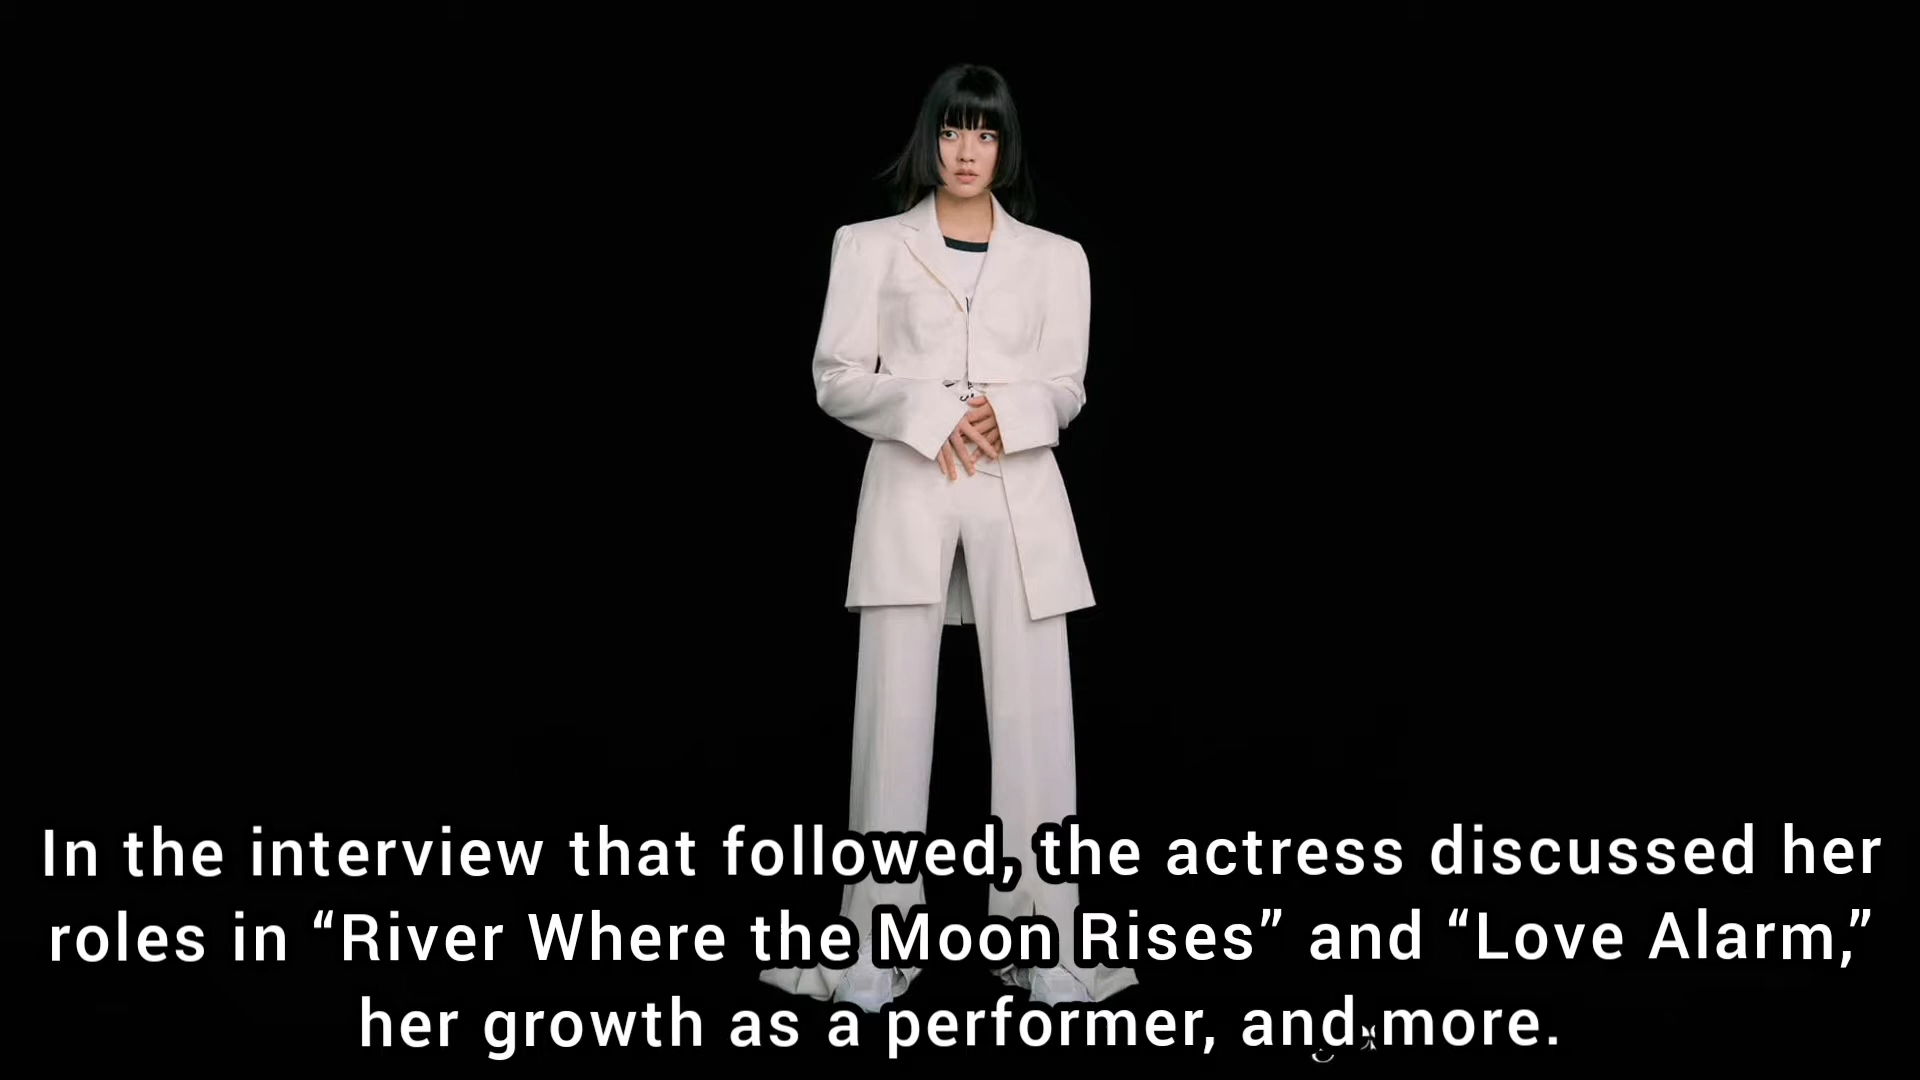 In the interview that followed, the actress discussed her
roles in “River Where the Moon Rises” and “Love Alarm,”
her growth as a performer, and more.